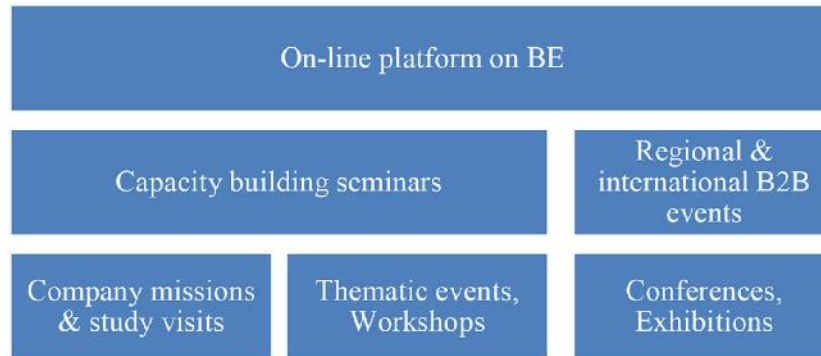 On-line platform on BE
Capacity building seminars
Regional &
international B2B
events
Company missions
& study visits
Thematic events,
Workshops
Conferences,
Exhibitions